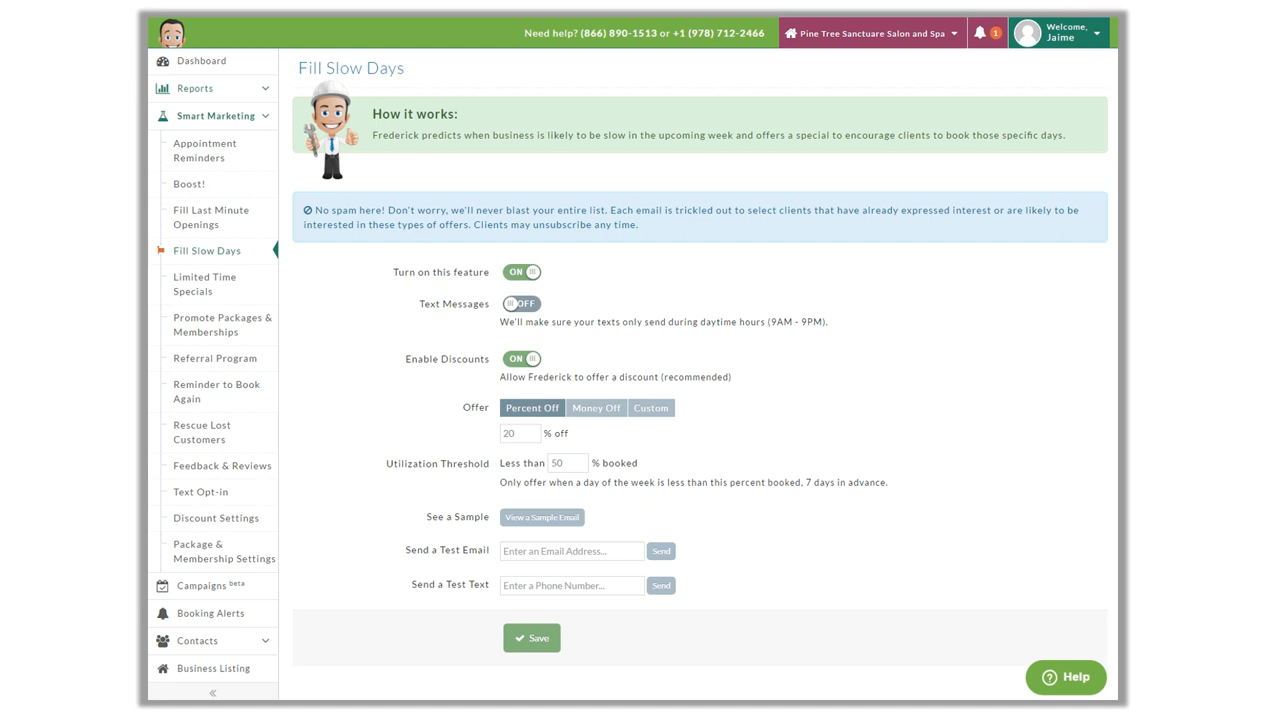 Need help? (866) 890-1513 or +1 (978) 712-2466
Pine Tree Sanctuare Salon and Spa
1
Welcome,
Jaime
Dashboard
Reports
Smart Marketing
Appointment
Reminders
Boost!
Fill Last Minute
Openings
Fill Slow Days
Limited Time
Specials
Promote Packages &
Memberships
Referral Program
Reminder to Book
Again
Rescue Lost
Customers
Feedback & Reviews
Text Opt-in
Discount Settings
Package &
Membership Settings
Campaigns beta
Booking Alerts
Contacts
Business Listing
Fill Slow Days
How it works:
Frederick predicts when business is likely to be slow in the upcoming week and offers a special to encourage clients to book those specific days.
No spam here! Don't worry, we'll never blast your entire list. Each email is trickled out to select clients that have already expressed interest or are likely to
interested in these types of offers. Clients may unsubscribe any time.
Turn on this feature ON
Text Messages OFF
We'll make sure your texts only send during daytime hours (9AM - 9PM).
Enable Discounts ON
Allow Frederick to offer a discount (recommended)
Offer Percent Off Money Off Custom
20 % off
Utilization Threshold Less than 50 % booked
Only offer when a day of the week is less than this percent booked, 7 days in advance.
See a Sample View a Sample Email
Send a Test Email Enter an Email Address... Send
Send a Test Text Enter a Phone Number... Send
Save
Help